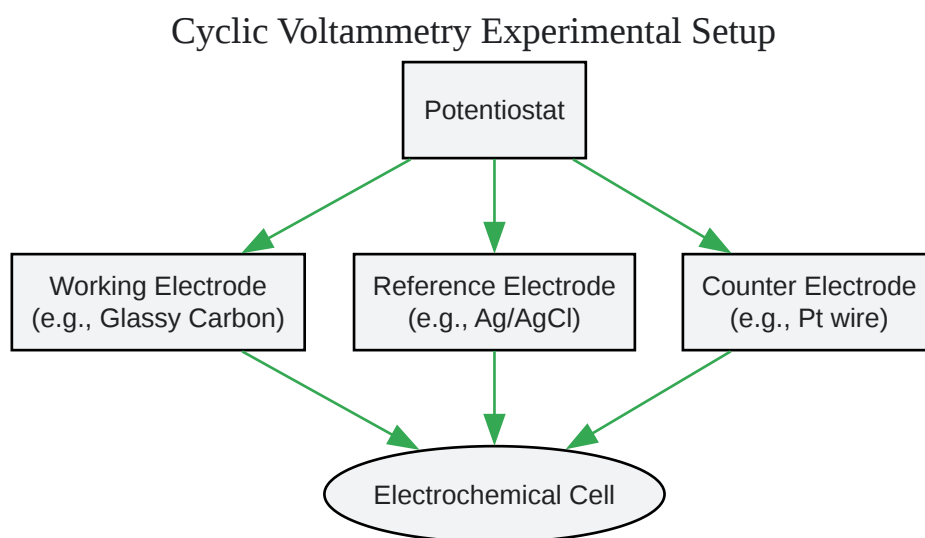 Cyclic Voltammetry Experimental Setup
Potentiostat
Working Electrode
(e.g., Glassy Carbon)
Reference Electrode
(e.g., Ag/AgCl)
Counter Electrode
(e.g., Pt wire)
Electrochemical Cell